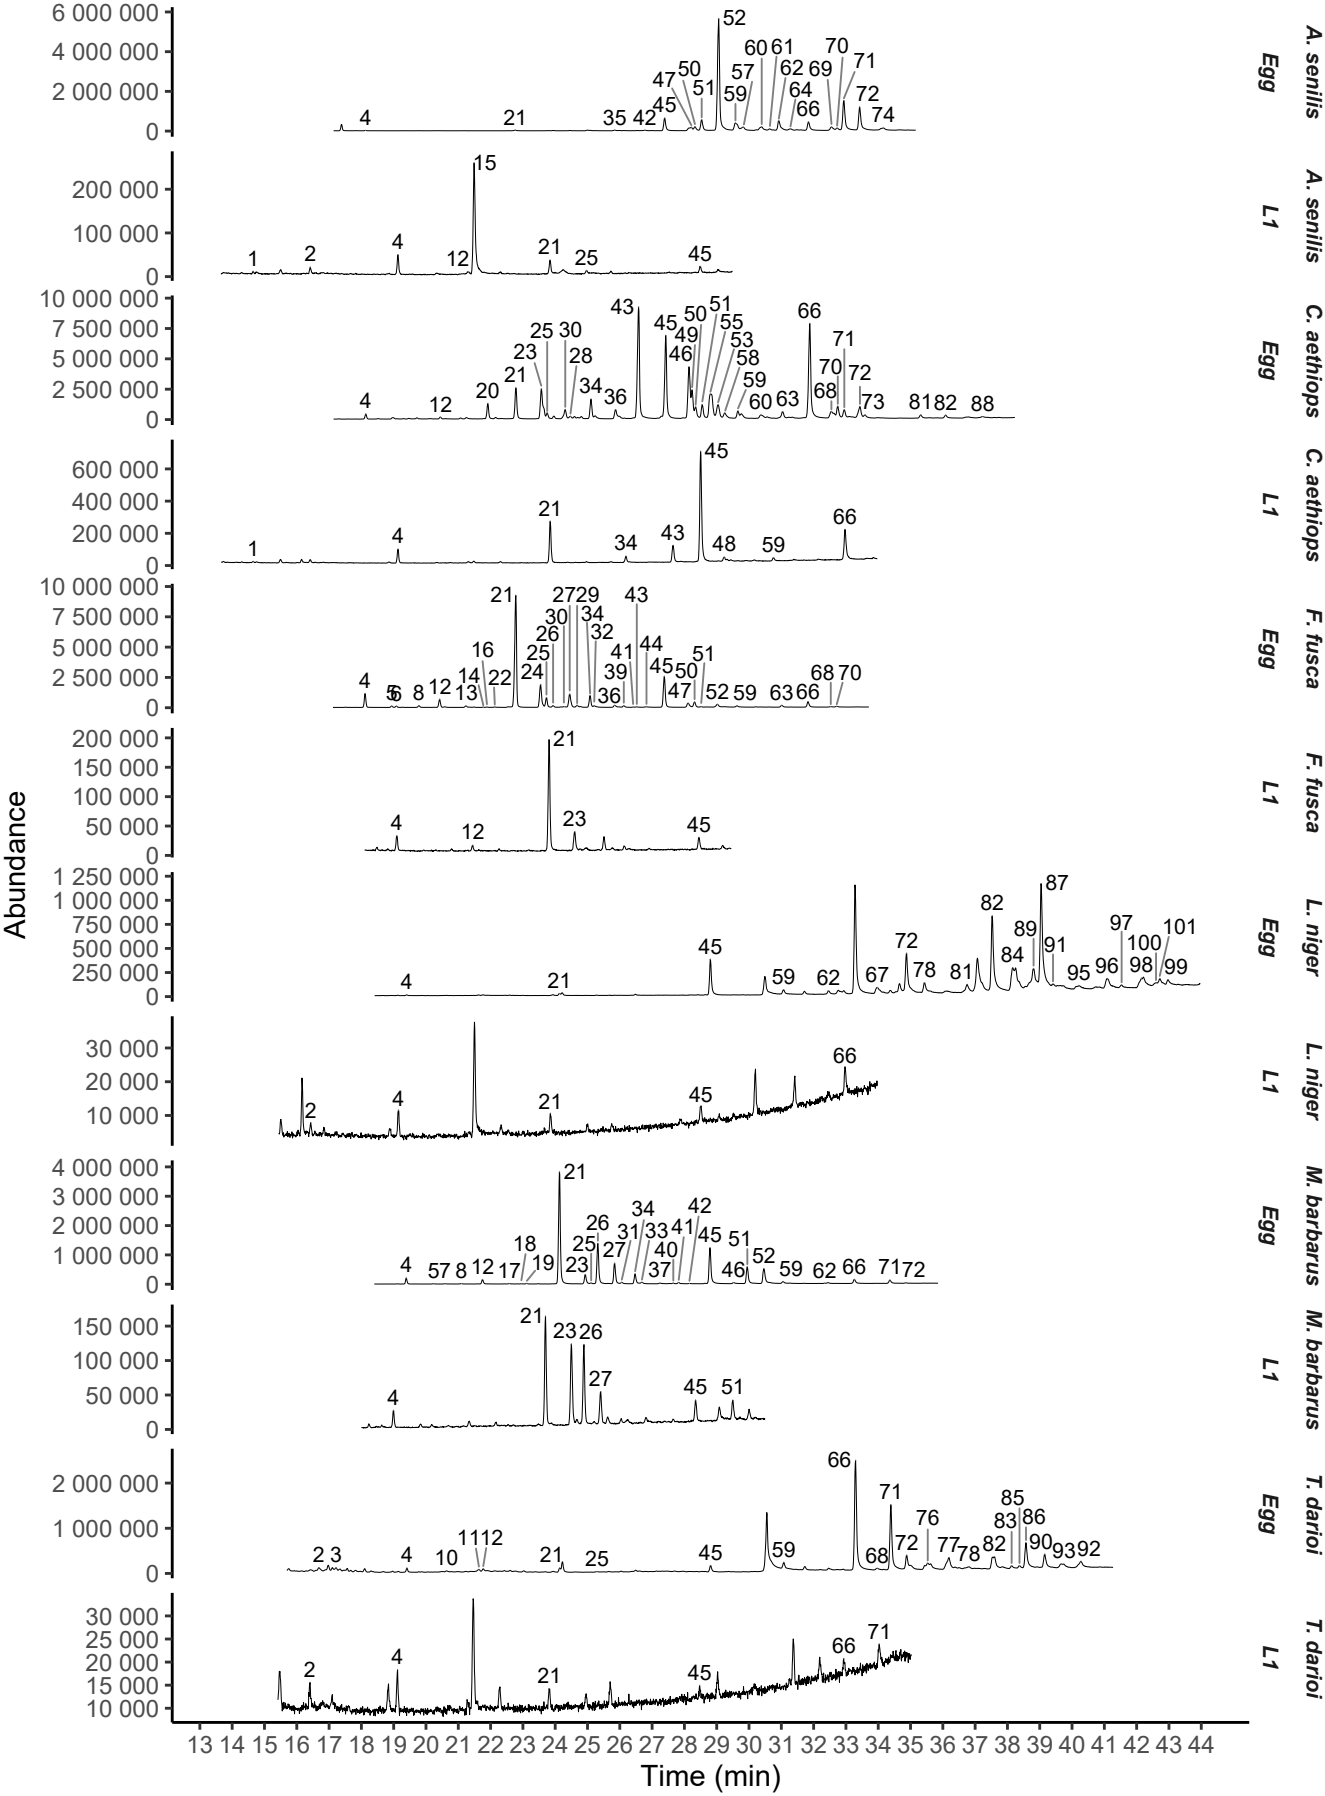 Abundance
6 000 000
4 000 000
2 000 000
0
4 21 35 42 45 47 50 51 52 59 57 60 61 62 64 66 69 70 71 72 74
Egg
A. senilis
200 000
100 000
0
1 2 4 12 15 21 25 45
L1
A. senilis
10 000 000
7 500 000
5 000 000
2 500 000
0
4 12 20 21 23 25 30 28 34 36 43 45 46 49 50 51 55 53 58 59 60 63 66 68 70 71 72 73 81 82 88
Egg
C. aethiops
600 000
400 000
200 000
0
1 4 21 34 43 45 48 59 66
L1
C. aethiops
10 000 000
7 500 000
5 000 000
2 500 000
0
4 5 6 8 12 13 14 16 22 21 24 25 26 30 27 29 34 32 36 39 41 43 44 45 47 50 51 52 59 63 66 68 70
Egg
F. fusca
200 000
150 000
100 000
50 000
0
4 12 21 23 45
L1
F. fusca
1 250 000
1 000 000
750 000
500 000
250 000
0
4 21 45 59 62 67 72 78 81 82 84 89 87 91 95 96 97 98 100 101 99
Egg
L. niger
30 000
20 000
10 000
2 4 21 45 66
L1
L. niger
4 000 000
3 000 000
2 000 000
1 000 000
0
4 5 7 8 12 17 18 19 21 23 25 26 27 31 34 33 37 40 41 42 45 46 51 52 59 62 66 71 72
Egg
M. barbarus
150 000
100 000
50 000
0
4 21 23 26 27 45 51
L1
M. barbarus
2 000 000
1 000 000
0
2 3 4 10 11 12 21 25 45 59 66 68 71 72 76 77 78 82 83 85 86 90 93 92
Egg
T. darioi
30 000
25 000
20 000
15 000
10 000
2 4 21 45 66 71
L1
T. darioi
13 14 15 16 17 18 19 20 21 22 23 24 25 26 27 28 29 30 31 32 33 34 35 36 37 38 39 40 41 42 43 44
Time (min)